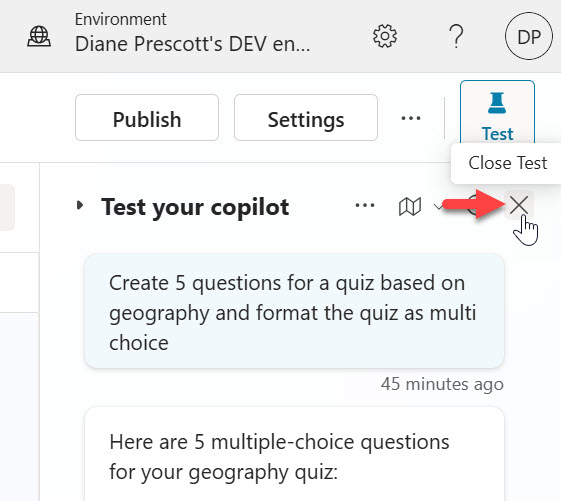 Environment
Diane Prescott's DEV en...
DP
Publish
Settings
Test
Close Test
Test your copilot
Create 5 questions for a quiz based on
geography and format the quiz as multi
choice
45 minutes ago
Here are 5 multiple-choice questions
for your geography quiz: